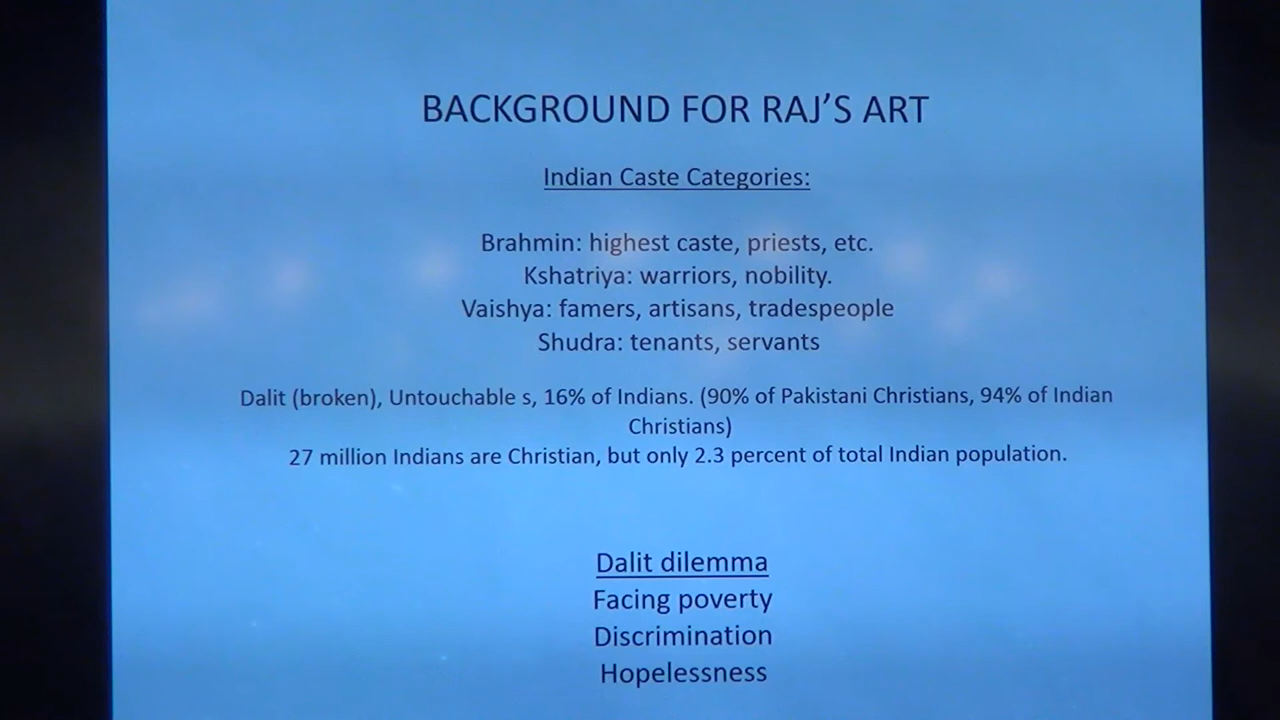 BACKGROUND FOR RAJ'S ART
Indian Caste Categories:
Brahmin: highest caste, priests, etc.
Kshatriya: warriors, nobility.
Vaishya: famers, artisans, tradespeople
Shudra: tenants, servants
Dalit (broken), Untouchable s, 16% of Indians. (90% of Pakistani Christians, 94% of Indian
Christians)
27 million Indians are Christian, but only 2.3 percent of total Indian population.
Dalit dilemma
Facing poverty
Discrimination
Hopelessness